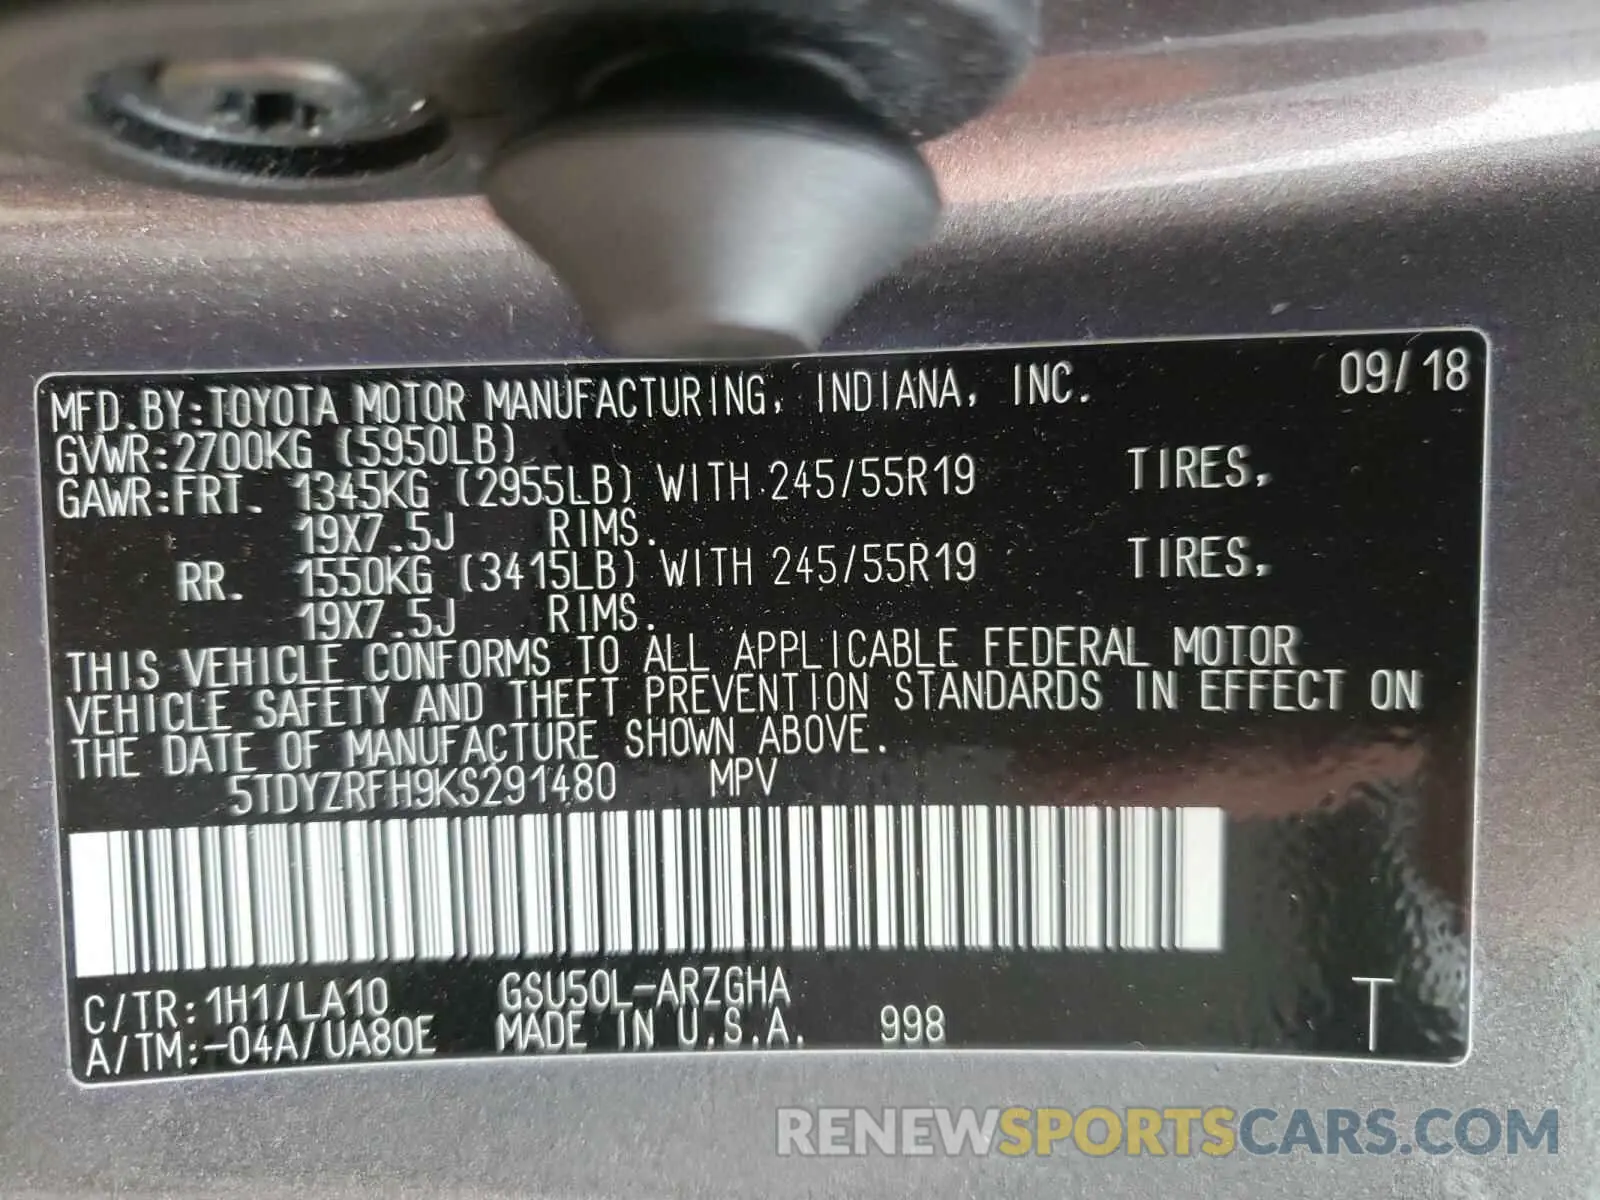 MFD.BY:TOYOTA MOTOR MANUFACTURING, INDIANA, INC. 09/18
GVWR:2700KG (5950LB)
GAWR:FRT. 1345KG (2955LB) WITH 245/55R19 TIRES,
19X7.5J RIMS.
RR. 1550KG (3415LB) WITH 245/55R19 TIRES,
19X7.5J RIMS.
THIS VEHICLE CONFORMS TO ALL APPLICABLE FEDERAL MOTOR
VEHICLE SAFETY AND THEFT PREVENTION STANDARDS IN EFFECT ON
THE DATE OF MANUFACTURE SHOWN ABOVE.
5TDYZRFH9KS291480 MPV
C/TR:1H1/LA10 GSU50L-ARZGHA
A/TM:-04A/UA80E MADE IN U.S.A. 998 T
RENEWSPORTSCARS.COM